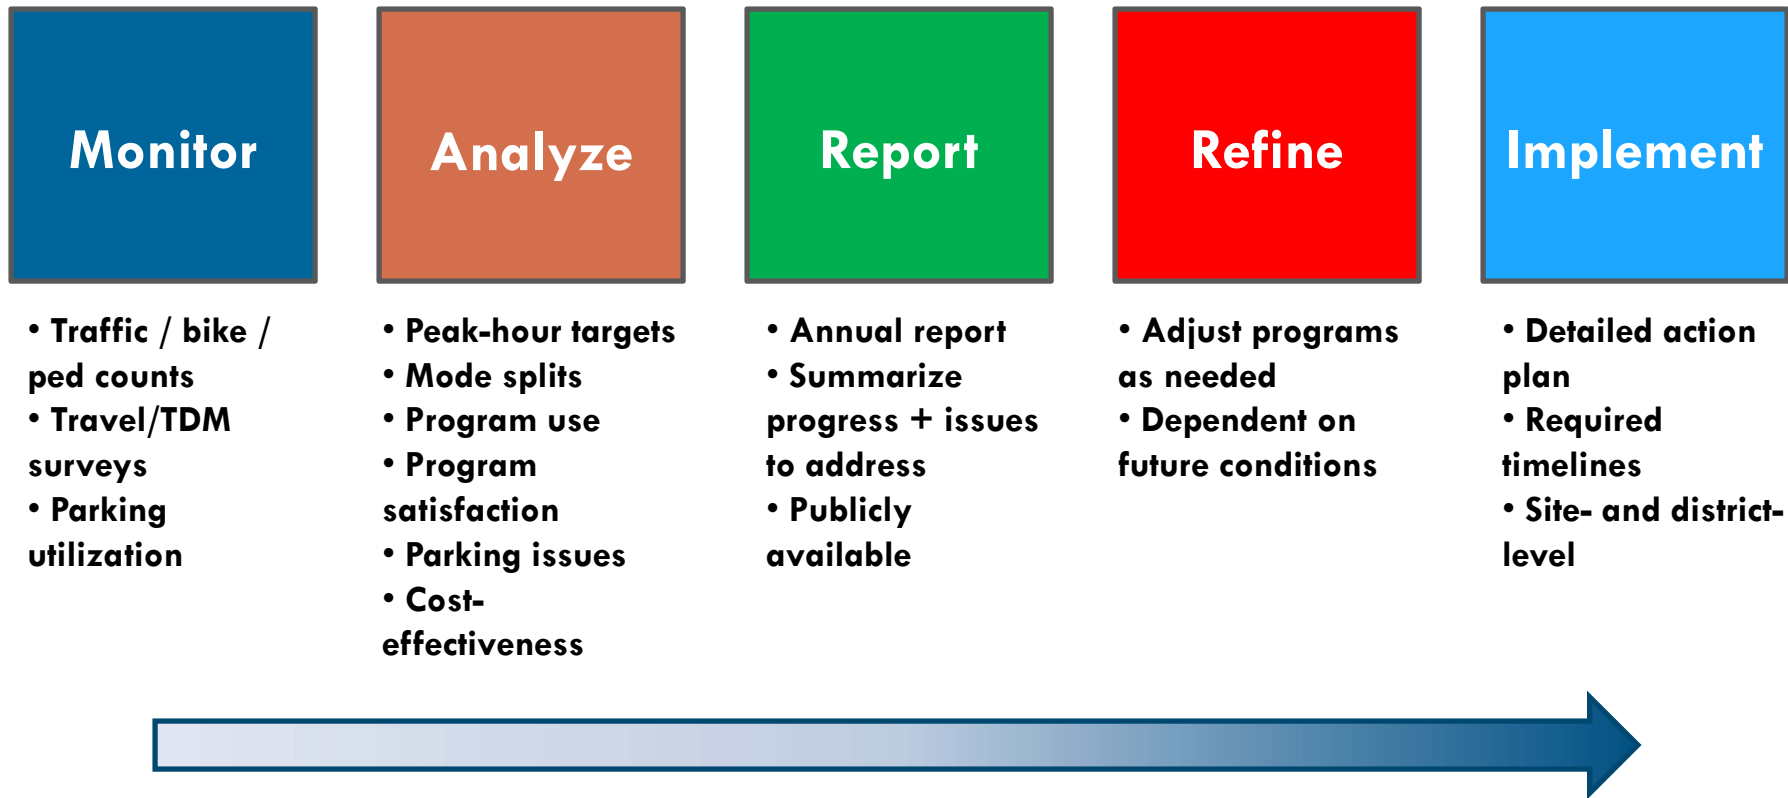 Monitor
• Traffic / bike /
ped counts
• Travel/TDM
surveys
• Parking
utilization
Analyze
• Peak-hour targets
• Mode splits
• Program use
• Program
satisfaction
• Parking issues
• Cost-
effectiveness
Report
• Annual report
• Summarize
progress + issues
to address
• Publicly
available
Refine
• Adjust programs
as needed
• Dependent on
future conditions
Implement
• Detailed action
plan
• Required
timelines
• Site- and district-
level